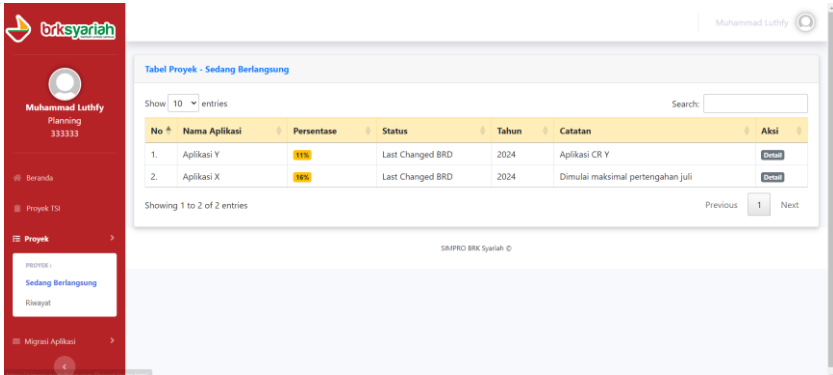 brksyariah
Muhammad Luthfy
Muhammad Luthfy
Planning
333333
Beranda
Proyek TSI
Proyek
PROYEK :
Sedang Berlangsung
Riwayat
Migrasi Aplikasi
Tabel Proyek - Sedang Berlangsung
Show 10 entries
Search:
No Nama Aplikasi Persentase Status Tahun Catatan Aksi
1. Aplikasi Y 11% Last Changed BRD 2024 Aplikasi CR Y Detail
2. Aplikasi X 16% Last Changed BRD 2024 Dimulai maksimal pertengahan juli Detail
Showing 1 to 2 of 2 entries
Previous 1 Next
SIMPRO BRK Syariah ©